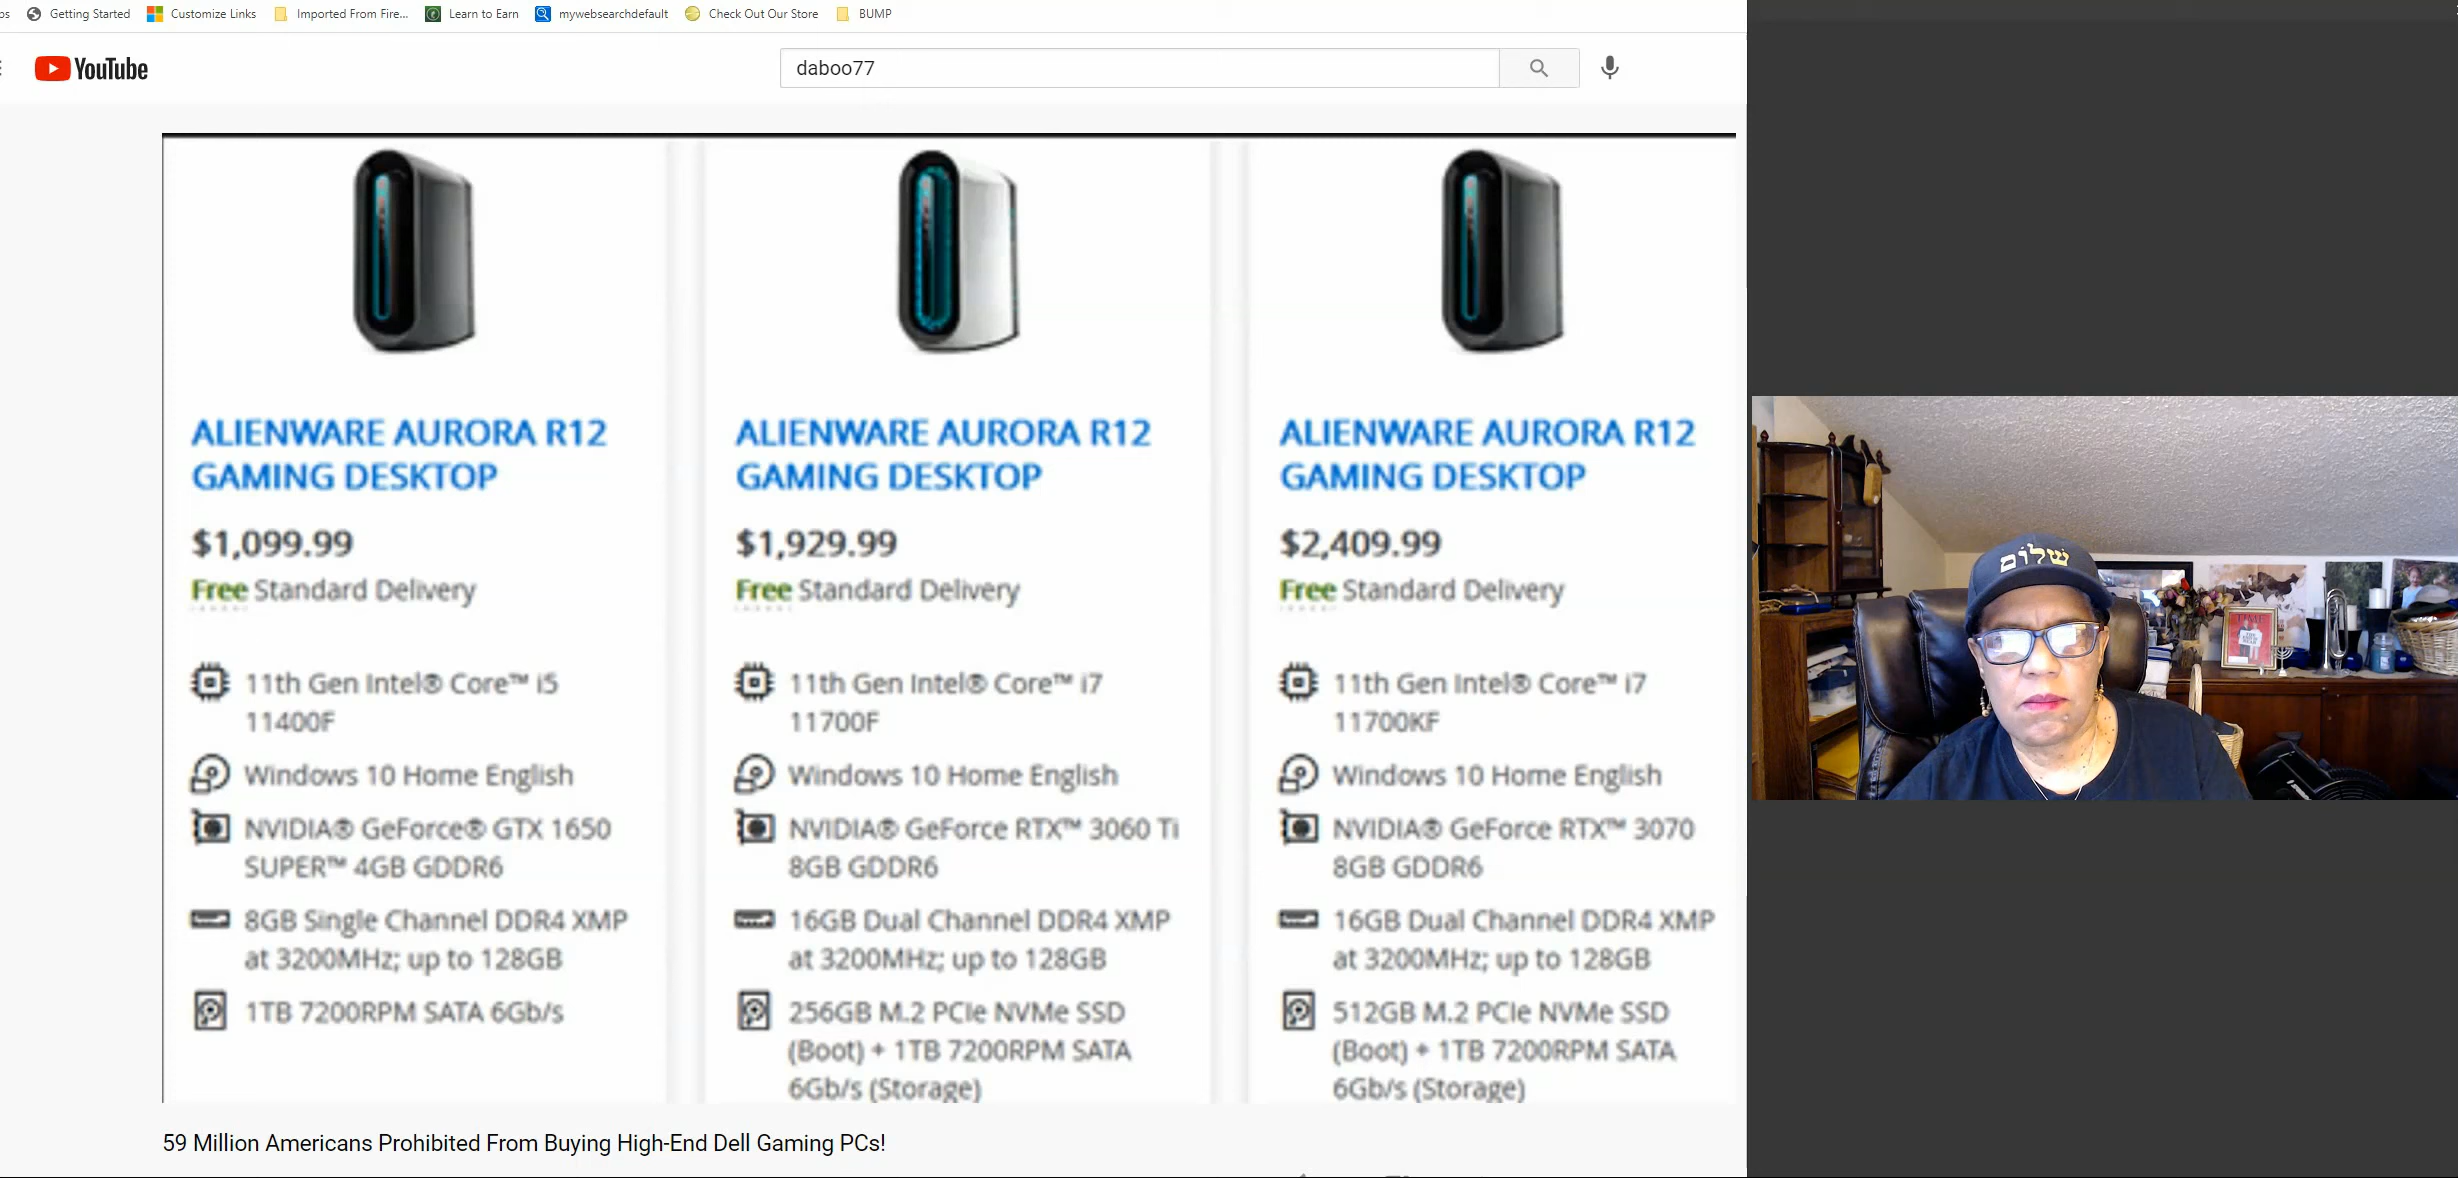 Getting Started Customize Links Imported From Fire... Learn to Earn mywebsearchdefault Check Out Our Store BUMP
YouTube
daboo77
ALIENWARE AURORA R12
GAMING DESKTOP
$1,099.99
Free Standard Delivery
11th Gen Intel® Core™ i5
11400F
Windows 10 Home English
NVIDIA® GeForce® GTX 1650
SUPER™ 4GB GDDR6
8GB Single Channel DDR4 XMP
at 3200MHz; up to 128GB
1TB 7200RPM SATA 6Gb/s
ALIENWARE AURORA R12
GAMING DESKTOP
$1,929.99
Free Standard Delivery
11th Gen Intel® Core™ i7
11700F
Windows 10 Home English
NVIDIA® GeForce RTX™ 3060 Ti
8GB GDDR6
16GB Dual Channel DDR4 XMP
at 3200MHz; up to 128GB
256GB M.2 PCIe NVMe SSD
(Boot) + 1TB 7200RPM SATA
6Gb/s (Storage)
ALIENWARE AURORA R12
GAMING DESKTOP
$2,409.99
Free Standard Delivery
11th Gen Intel® Core™ i7
11700KF
Windows 10 Home English
NVIDIA® GeForce RTX™ 3070
8GB GDDR6
16GB Dual Channel DDR4 XMP
at 3200MHz; up to 128GB
512GB M.2 PCIe NVMe SSD
(Boot) + 1TB 7200RPM SATA
6Gb/s (Storage)
59 Million Americans Prohibited From Buying High-End Dell Gaming PCs!
שלום